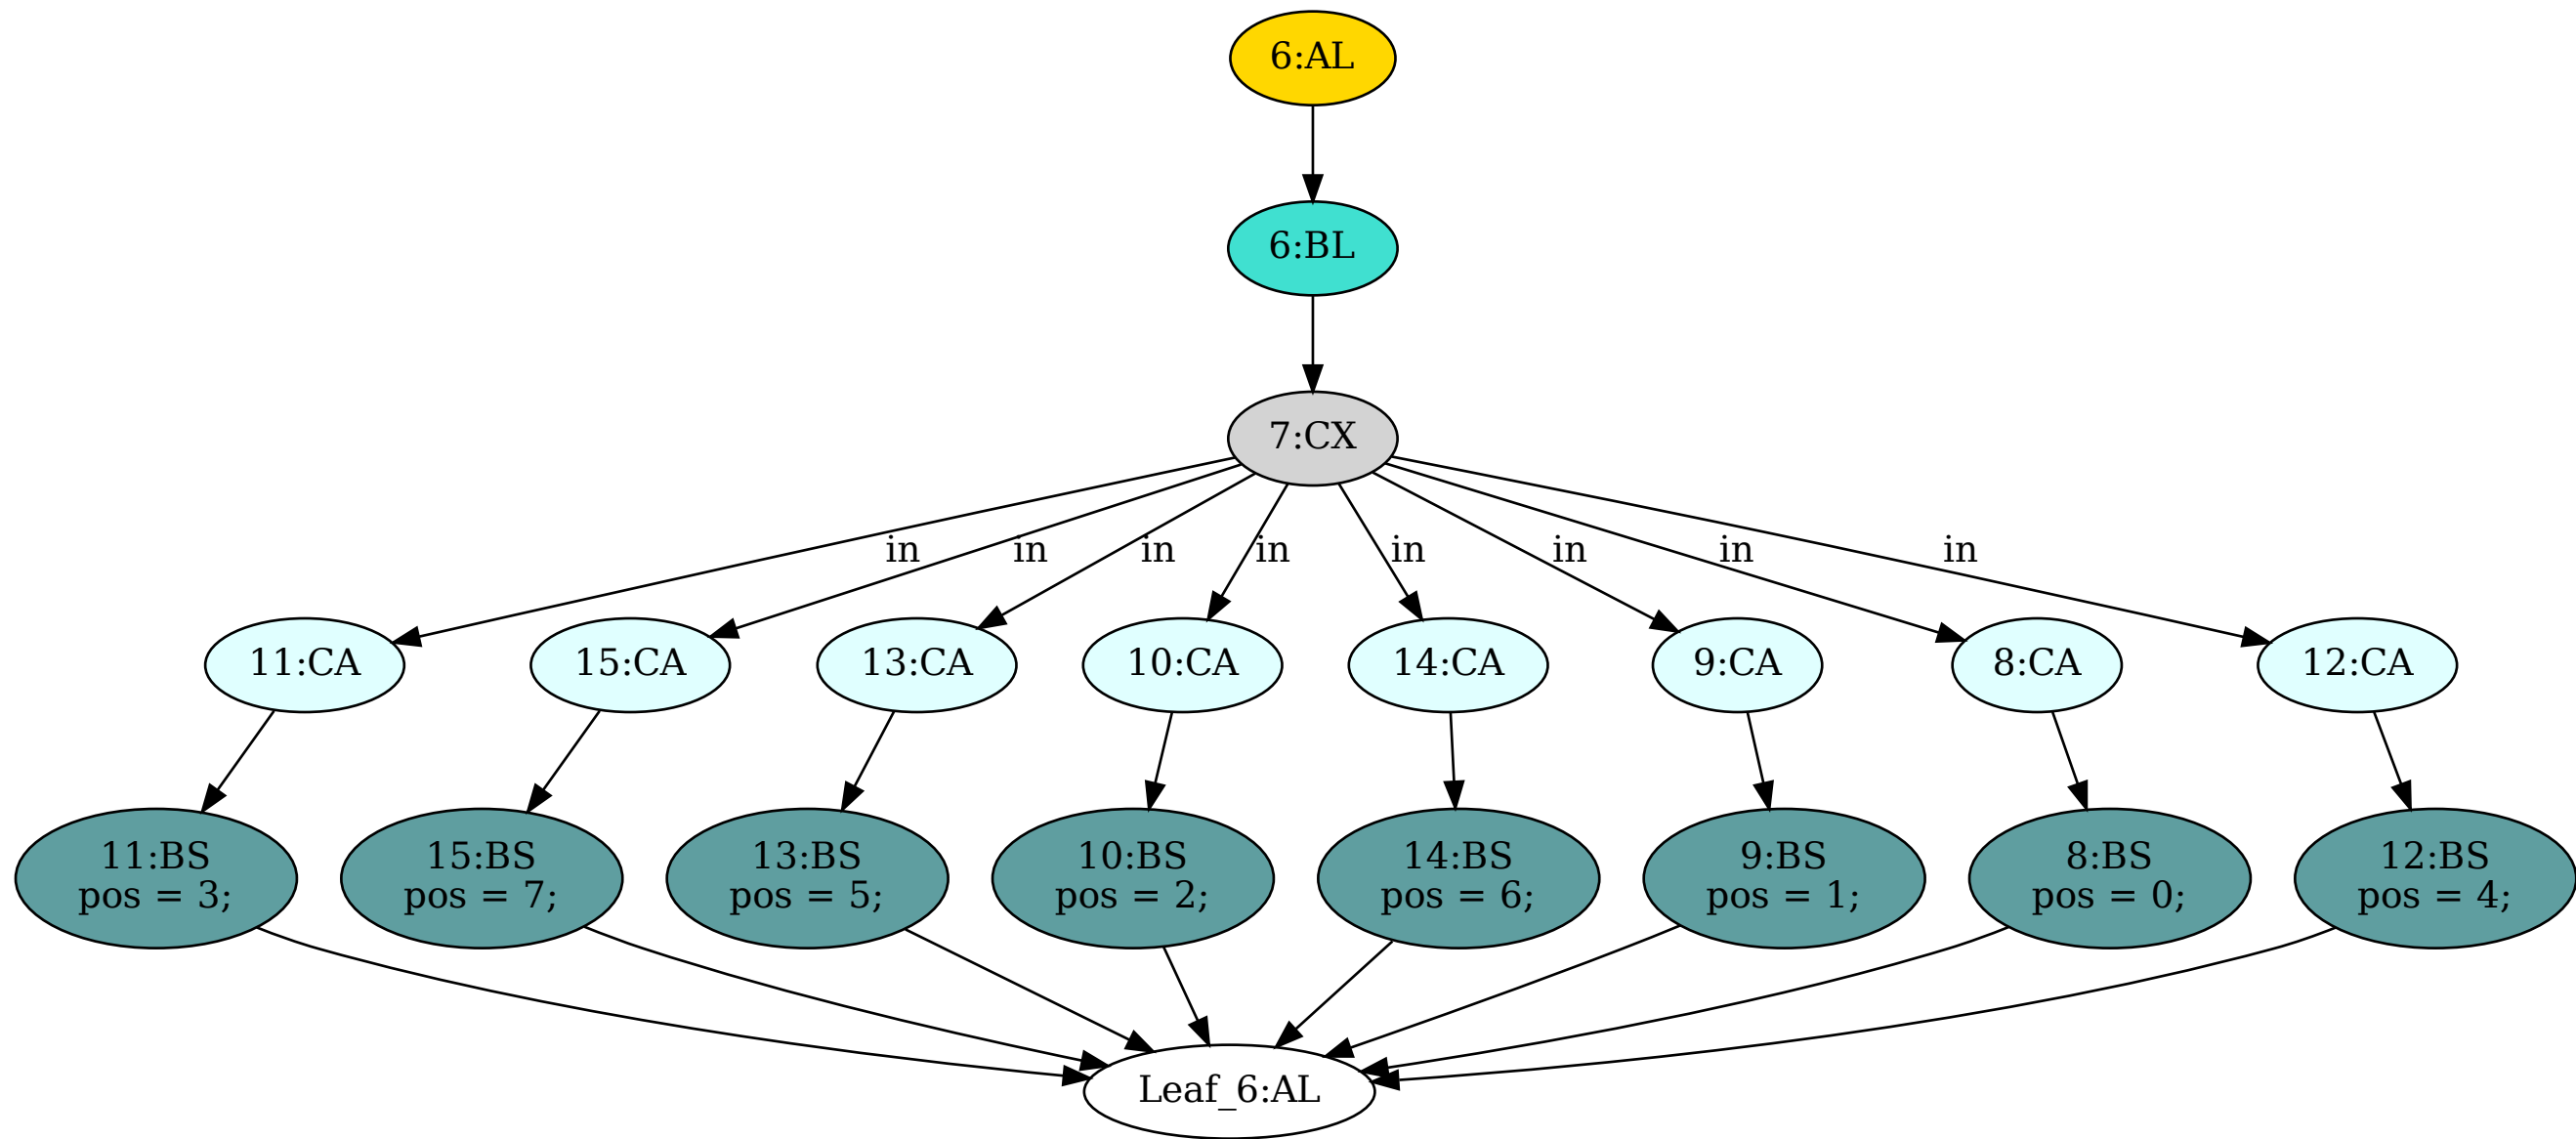 6:AL
6:BL
7:CX
in in in in in in in in
11:CA 15:CA 13:CA 10:CA 14:CA 9:CA 8:CA 12:CA
11:BS
pos = 3;
15:BS
pos = 7;
13:BS
pos = 5;
10:BS
pos = 2;
14:BS
pos = 6;
9:BS
pos = 1;
8:BS
pos = 0;
12:BS
pos = 4;
Leaf_6:AL